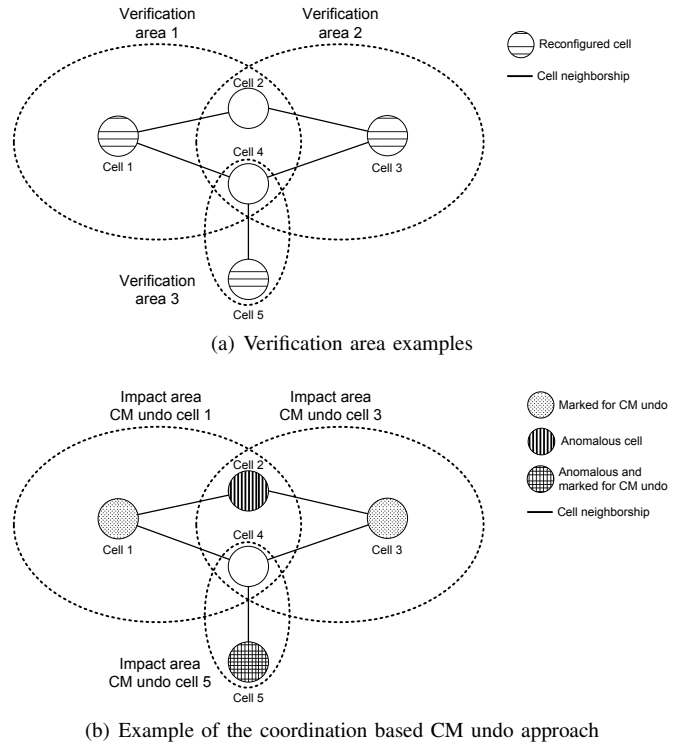 Verification
area 1
Verification
area 2
Reconfigured cell
Cell neighborship
Cell 2
Cell 1
Cell 4
Cell 3
Verification
area 3
Cell 5
(a) Verification area examples
Impact area
CM undo cell 1
Impact area
CM undo cell 3
Marked for CM undo
Anomalous cell
Anomalous and
marked for CM undo
Cell neighborship
Cell 2
Cell 1
Cell 4
Cell 3
Impact area
CM undo cell 5
Cell 5
(b) Example of the coordination based CM undo approach